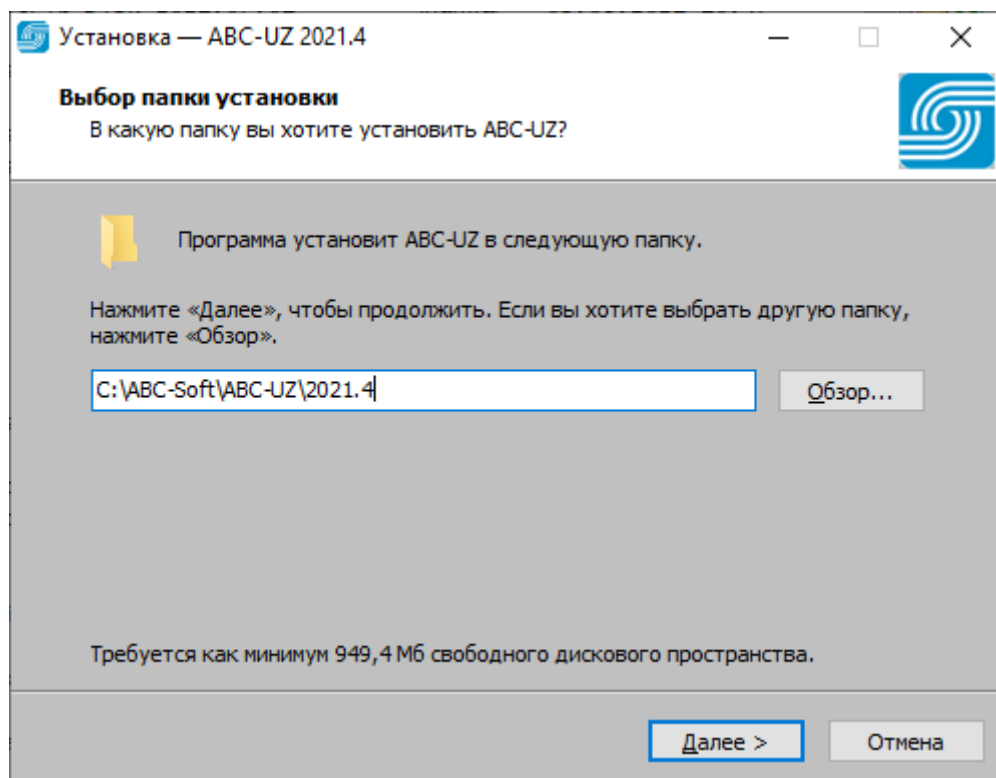 Установка — ABC-UZ 2021.4
Выбор папки установки
В какую папку вы хотите установить ABC-UZ?
Программа установит ABC-UZ в следующую папку.
Нажмите «Далее», чтобы продолжить. Если вы хотите выбрать другую папку,
нажмите «Обзор».
C:\ABC-Soft\ABC-UZ\2021.4
Обзор...
Требуется как минимум 949,4 Мб свободного дискового пространства.
Далее >
Отмена